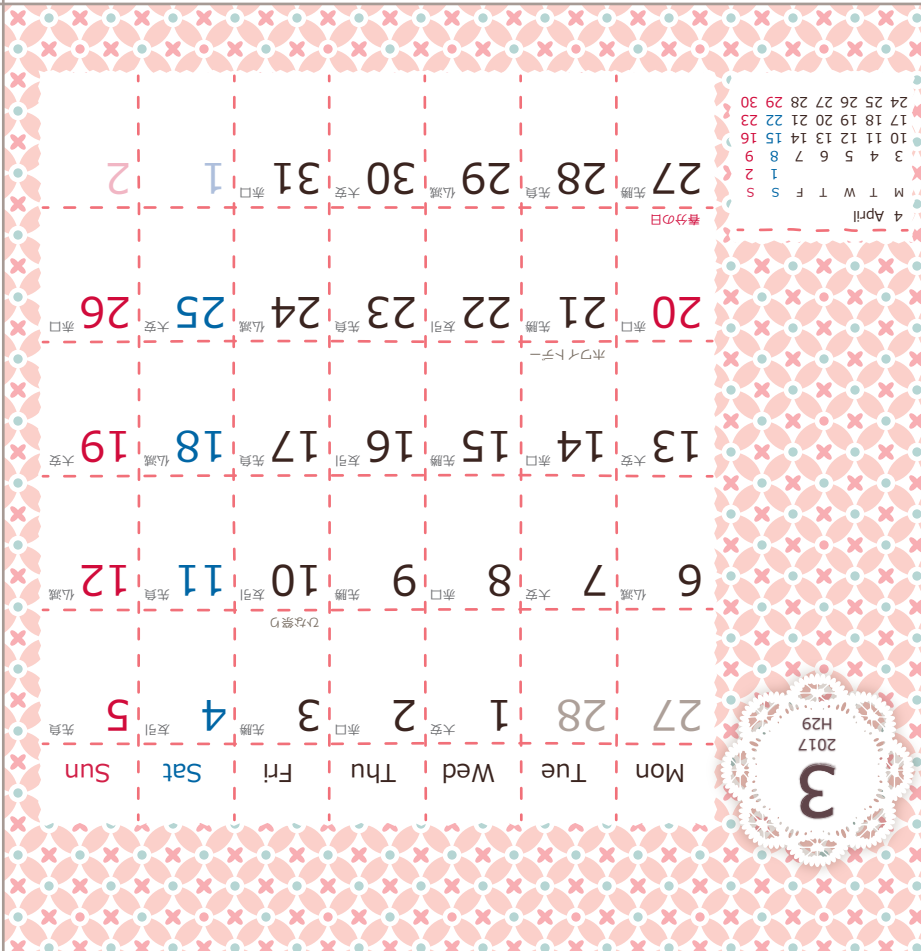 3
2017
H29
Mon Tue Wed Thu Fri Sat Sun
27 28 1 大安 2 赤口 3 先勝 4 友引 5 先負
ひな祭り
6 仏滅 7 大安 8 赤口 9 先勝 10 友引 11 先負 12 仏滅
13 大安 14 赤口 15 先勝 16 友引 17 先負 18 仏滅 19 大安
ホワイトデー
20 赤口 21 先勝 22 友引 23 先負 24 仏滅 25 大安 26 赤口
春分の日
27 先勝 28 先負 29 仏滅 30 大安 31 赤口 1 2
4 April
M T W T F S S
1 2
3 4 5 6 7 8 9
10 11 12 13 14 15 16
17 18 19 20 21 22 23
24 25 26 27 28 29 30